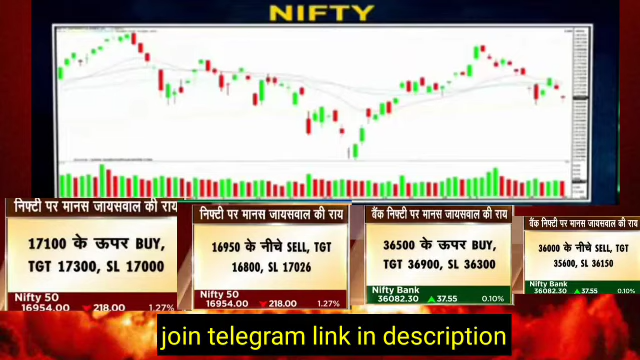 NIFTY
निफ्टी पर मानस जायसवाल की राय
17100 के ऊपर BUY,
TGT 17300, SL 17000
Nifty 50
16954.00 ▼ 218.00 1.27%
निफ्टी पर मानस जायसवाल की राय
16950 के नीचे SELL, TGT
16800, SL 17026
Nifty 50
16954.00 ▼ 218.00 1.27%
बैंक निफ्टी पर मानस जायसवाल की राय
36500 के ऊपर BUY,
TGT 36900, SL 36300
Nifty Bank
36082.30 ▲ 37.55 0.10%
बैंक निफ्टी पर मानस जायसवाल की राय
36000 के नीचे SELL, TGT
35600, SL 36150
Nifty Bank
36082.30 ▲ 37.55 0.10%
join telegram link in description